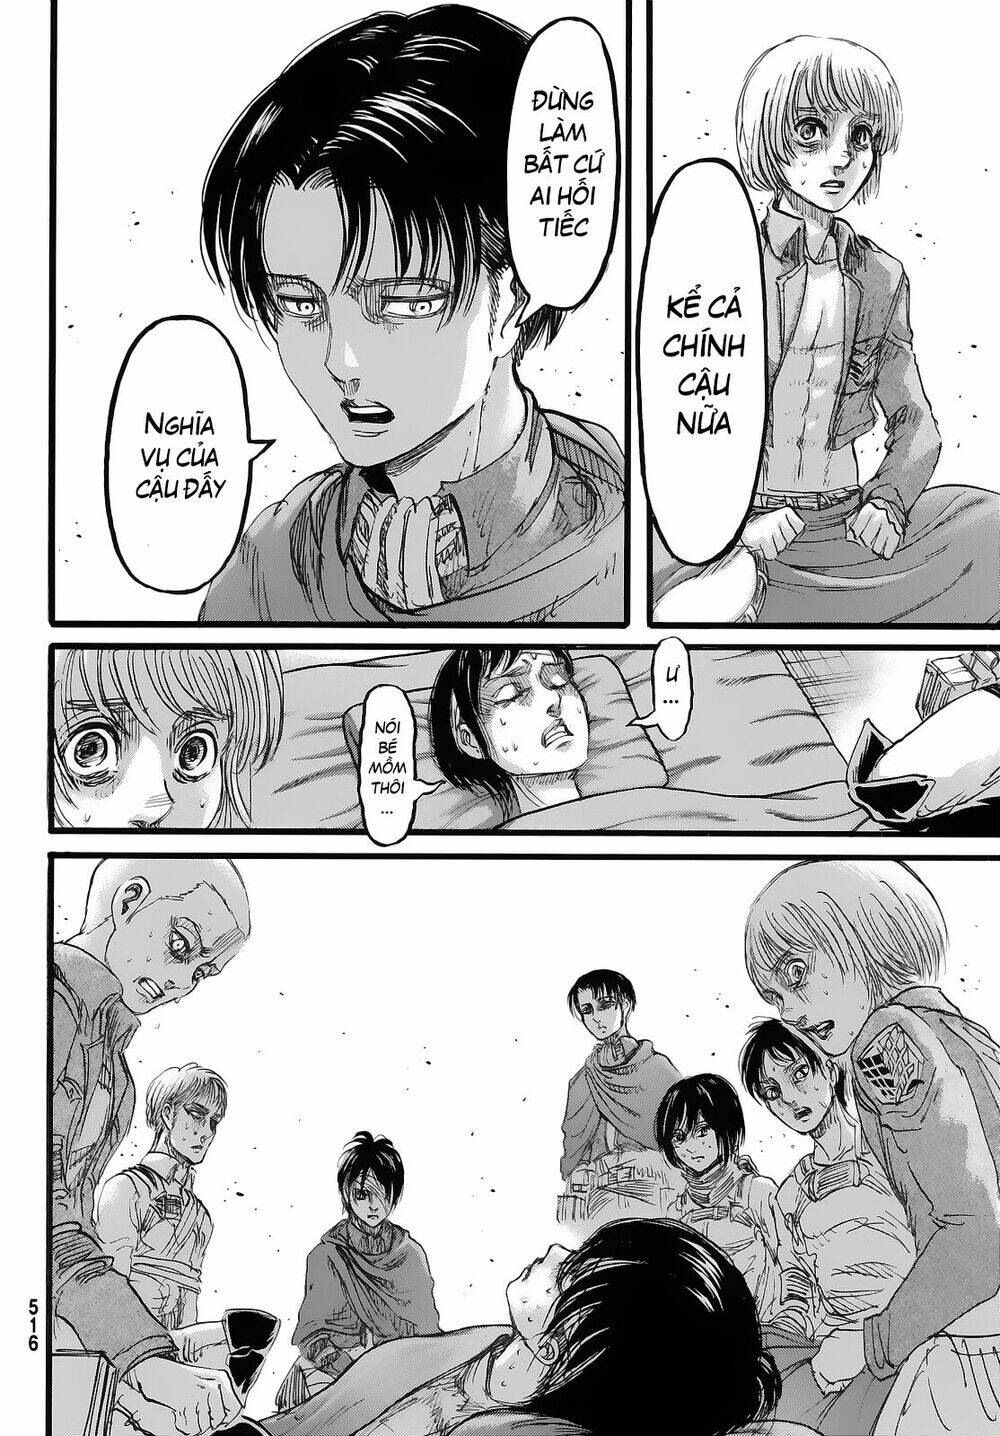 KỂ CẢ
CHÍNH
CẬU
NỮA
ĐỪNG
LÀM
BẤT CỨ
AI HỐI
TIẾC
NGHĨA
VỤ CỦA
CẬU ĐẤY
Ư
...
NÓI
BÉ
MỒM
THÔI
...
516